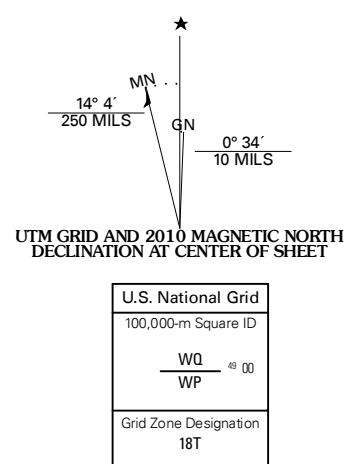 MN
14° 4´
250 MILS
GN
0° 34´
10 MILS
UTM GRID AND 2010 MAGNETIC NORTH
DECLINATION AT CENTER OF SHEET
U.S. National Grid
100,000-m Square ID
WQ
49 00
WP
Grid Zone Designation
18T